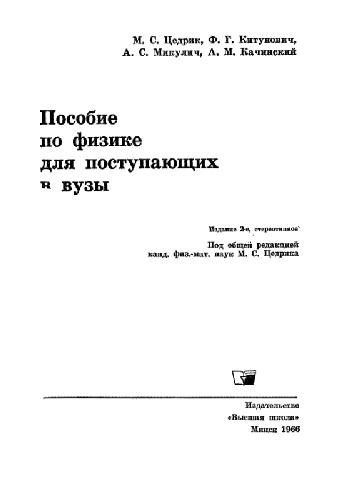 М. С. Цедрик, Ф. Г. Китунович,
А. С. Микулич, А. М. Качинский
Пособие
по физике
для поступающих
в вузы
Издание 2-е, стереотипное
Под общей редакцией
канд. физ.-мат. наук М. С. Цедрика
Издательство
«Высшая школа»
Минск 1966